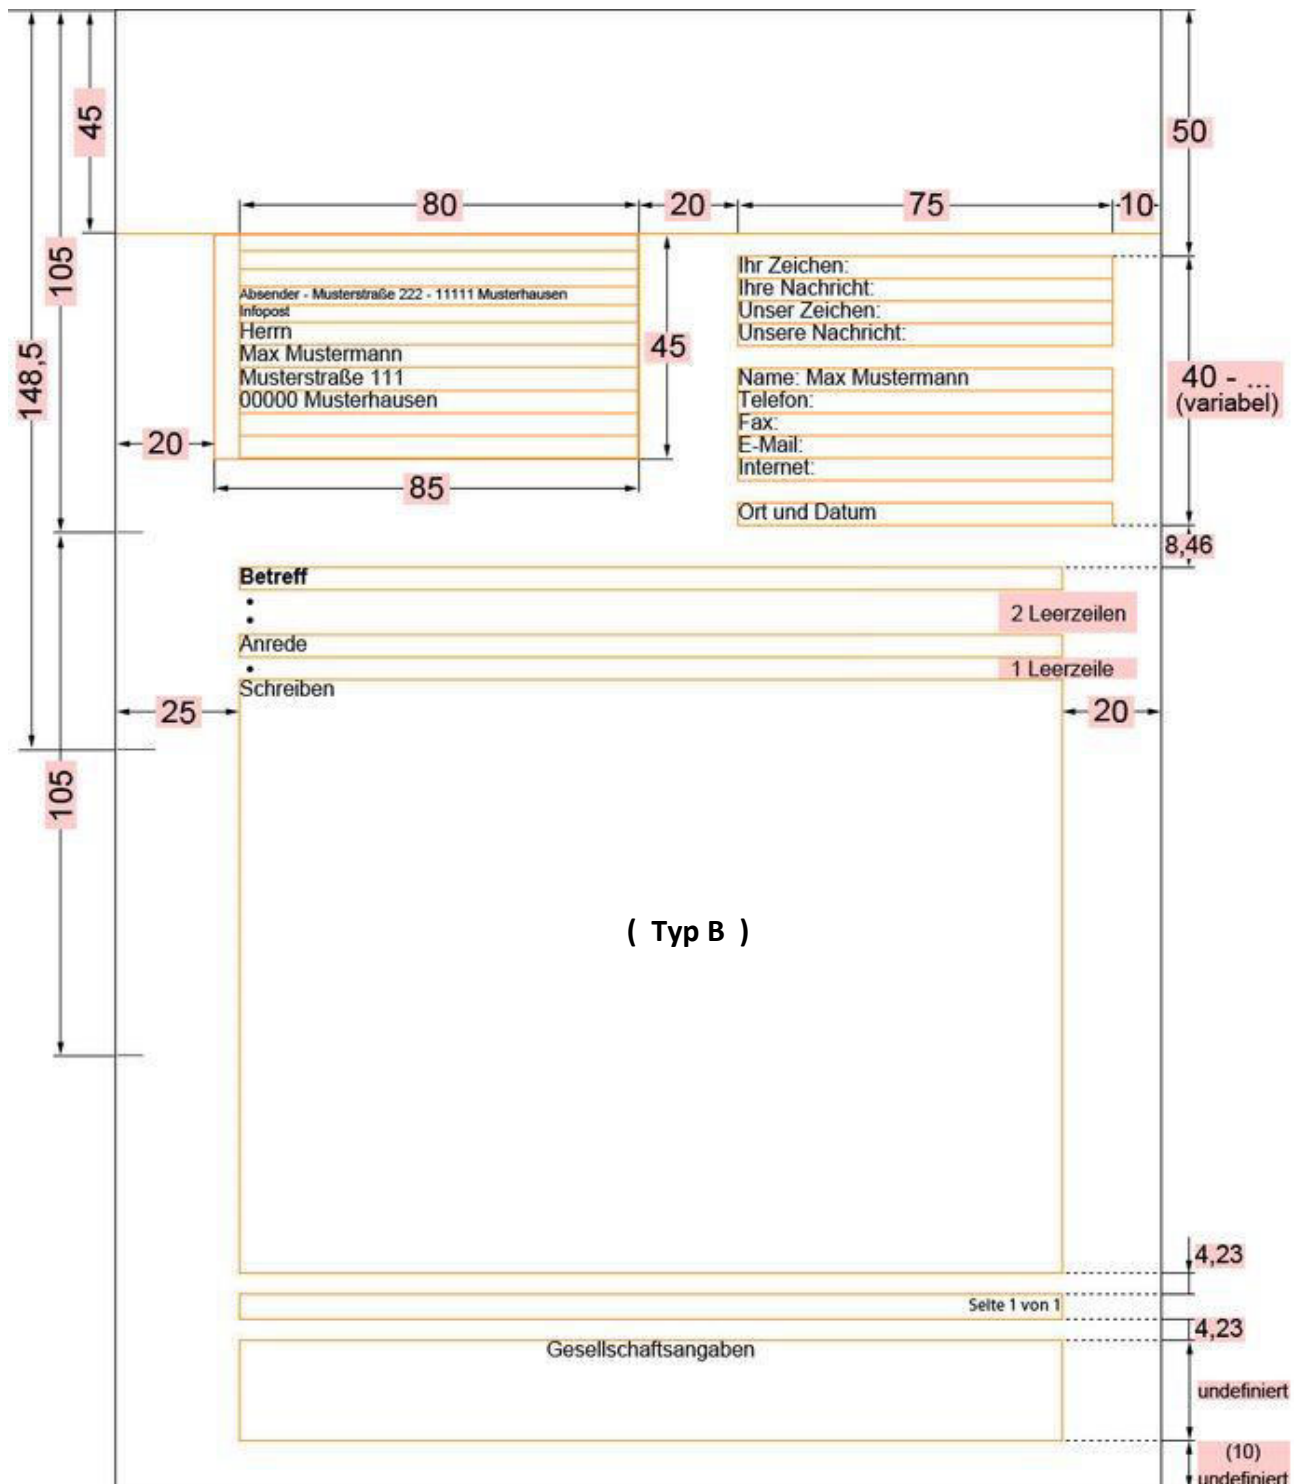 45
50
80
20
75
10
105
Absender - Musterstraße 222 - 11111 Musterhausen
Infopost
Herrn
Max Mustermann
Musterstraße 111
00000 Musterhausen
45
Ihr Zeichen:
Ihre Nachricht:
Unser Zeichen:
Unsere Nachricht:
Name: Max Mustermann
Telefon:
Fax:
E-Mail:
Internet:
Ort und Datum
40 - ...
(variabel)
148,5
20
85
8,46
Betreff
2 Leerzeilen
Anrede
1 Leerzeile
Schreiben
25
20
105
( Typ B )
4,23
Seite 1 von 1
4,23
Gesellschaftsangaben
undefiniert
(10)
undefiniert